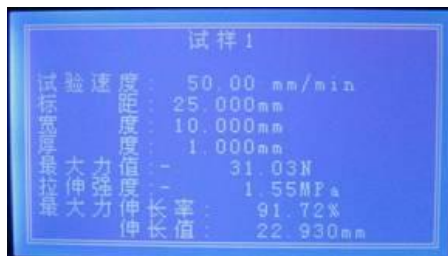 试样1
试验速度: 50.00 mm/min
标 距: 25.000mm
宽 度: 10.000mm
厚 度: 1.000mm
最大力值:- 31.03N
拉伸强度:- 1.55MPa
最大力伸长率: 91.72%
伸长值: 22.930mm